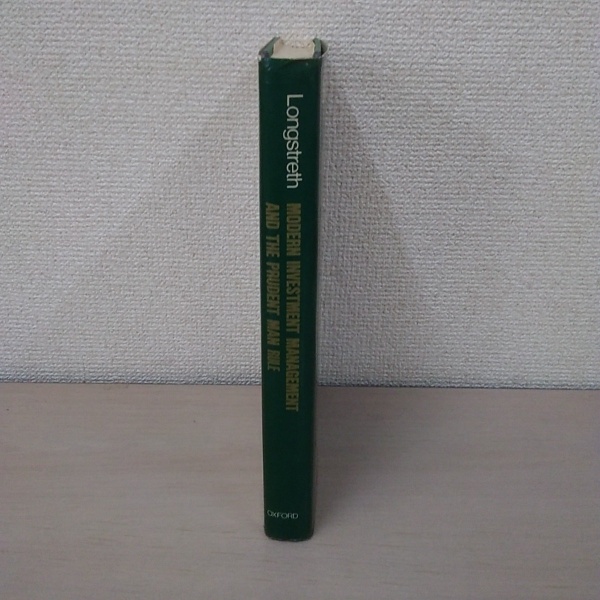 Longstreth
MODERN INVESTMENT MANAGEMENT
AND THE PRUDENT MAN RULE
OXFORD